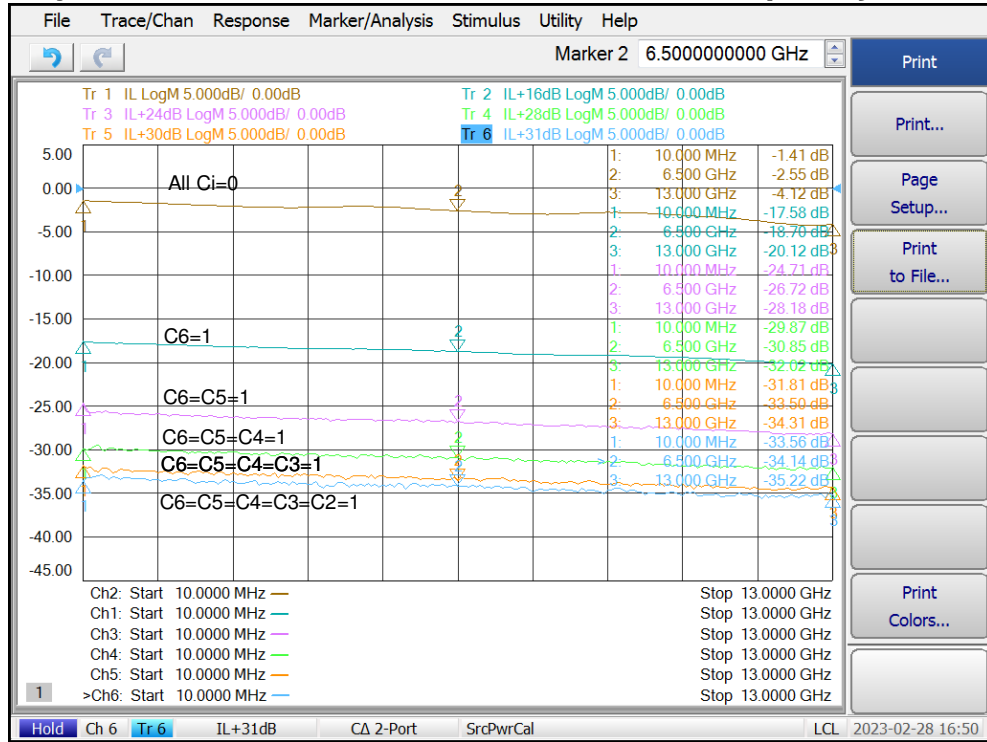 File Trace/Chan Response Marker/Analysis Stimulus Utility Help
Marker 2 6.5000000000 GHz
Print
Tr 1 IL LogM 5.000dB/ 0.00dB Tr 2 IL+16dB LogM 5.000dB/ 0.00dB
Tr 3 IL+24dB LogM 5.000dB/ 0.00dB Tr 4 IL+28dB LogM 5.000dB/ 0.00dB
Tr 5 IL+30dB LogM 5.000dB/ 0.00dB Tr 6 IL+31dB LogM 5.000dB/ 0.00dB
Print...
Page
Setup...
Print
to File...
Print
Colors...
5.00
0.00
-5.00
-10.00
-15.00
-20.00
-25.00
-30.00
-35.00
-40.00
-45.00
All Ci=0
C6=1
C6=C5=1
C6=C5=C4=1
C6=C5=C4=C3=1
C6=C5=C4=C3=C2=1
1: 10.000 MHz -1.41 dB
2: 6.500 GHz -2.55 dB
3: 13.000 GHz -4.12 dB
1: 10.000 MHz -17.58 dB
2: 6.500 GHz -18.70 dB
3: 13.000 GHz -20.12 dB
1: 10.000 MHz -24.71 dB
2: 6.500 GHz -26.72 dB
3: 13.000 GHz -28.18 dB
1: 10.000 MHz -29.87 dB
2: 6.500 GHz -30.85 dB
3: 13.000 GHz -32.02 dB
1: 10.000 MHz -31.81 dB
2: 6.500 GHz -33.50 dB
3: 13.000 GHz -34.31 dB
1: 10.000 MHz -33.56 dB
>2: 6.500 GHz -34.14 dB
3: 13.000 GHz -35.22 dB
Ch2: Start 10.0000 MHz Stop 13.0000 GHz
Ch1: Start 10.0000 MHz Stop 13.0000 GHz
Ch3: Start 10.0000 MHz Stop 13.0000 GHz
Ch4: Start 10.0000 MHz Stop 13.0000 GHz
Ch5: Start 10.0000 MHz Stop 13.0000 GHz
1 >Ch6: Start 10.0000 MHz Stop 13.0000 GHz
Hold Ch 6 Tr 6 IL+31dB CΔ 2-Port SrcPwrCal LCL 2023-02-28 16:50